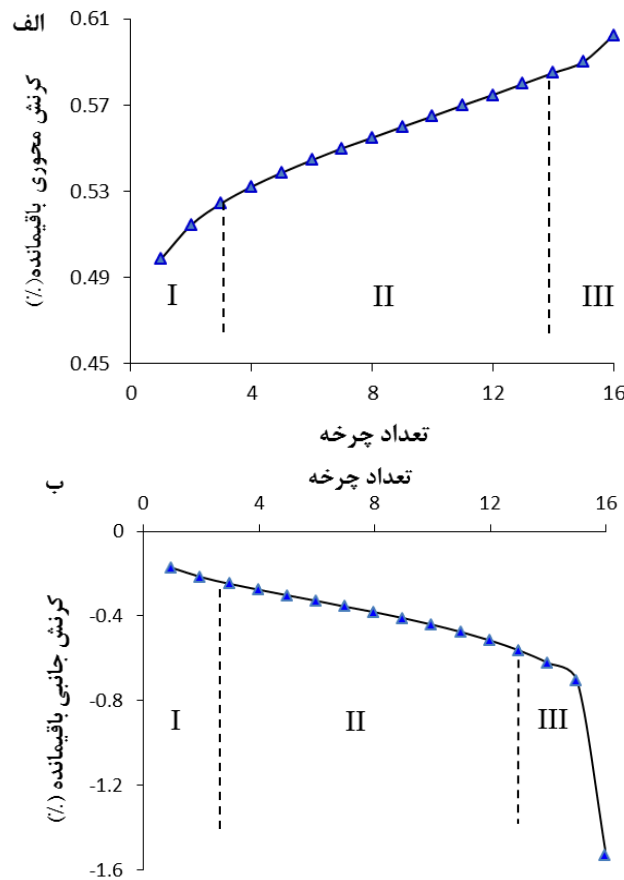 الف
0.61
0.57
0.53
0.49
0.45
کرنش محوری باقیمانده(٪)
I II III
0 4 8 12 16
تعداد چرخه
ب
تعداد چرخه
0 4 8 12 16
0
-0.4
-0.8
-1.2
-1.6
کرنش جانبی باقیمانده (٪)
I II III